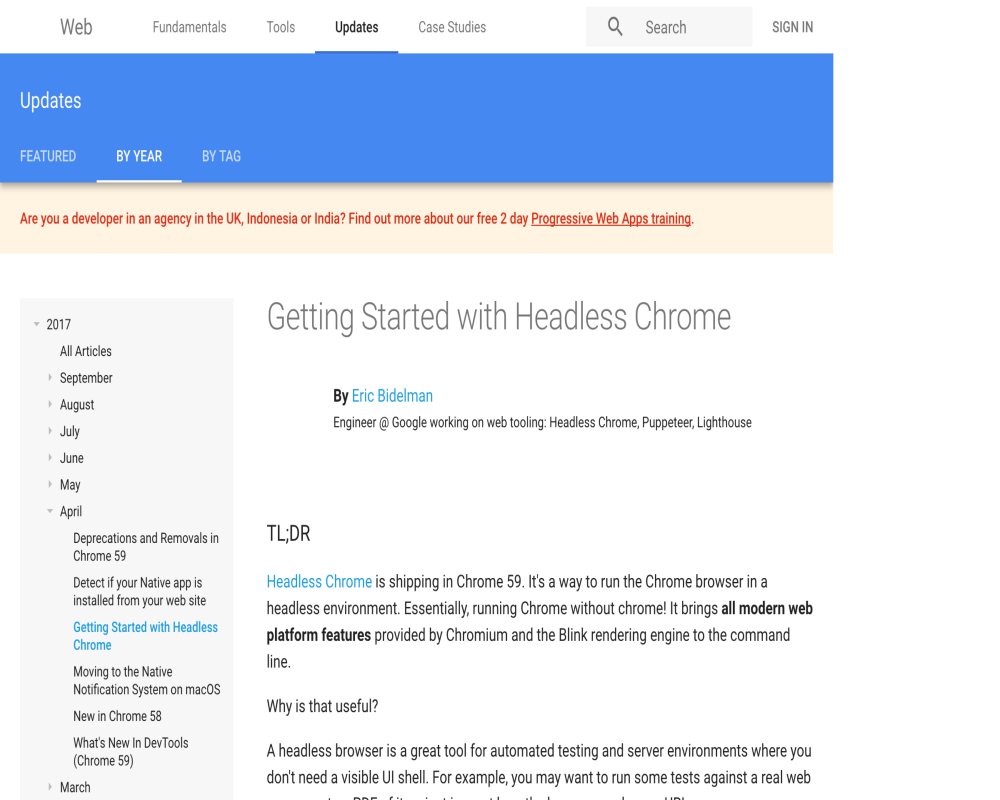 Web
Fundamentals
Tools
Updates
Case Studies
Search
SIGN IN
Updates
FEATURED
BY YEAR
BY TAG
Are you a developer in an agency in the UK, Indonesia or India? Find out more about our free 2 day Progressive Web Apps training.
2017
All Articles
September
August
July
June
May
April
Deprecations and Removals in
Chrome 59
Detect if your Native app is
installed from your web site
Getting Started with Headless
Chrome
Moving to the Native
Notification System on macOS
New in Chrome 58
What's New In DevTools
(Chrome 59)
March
Getting Started with Headless Chrome
By Eric Bidelman
Engineer @ Google working on web tooling: Headless Chrome, Puppeteer, Lighthouse
TL;DR
Headless Chrome is shipping in Chrome 59. It's a way to run the Chrome browser in a
headless environment. Essentially, running Chrome without chrome! It brings all modern web
platform features provided by Chromium and the Blink rendering engine to the command
line.
Why is that useful?
A headless browser is a great tool for automated testing and server environments where you
don't need a visible UI shell. For example, you may want to run some tests against a real web